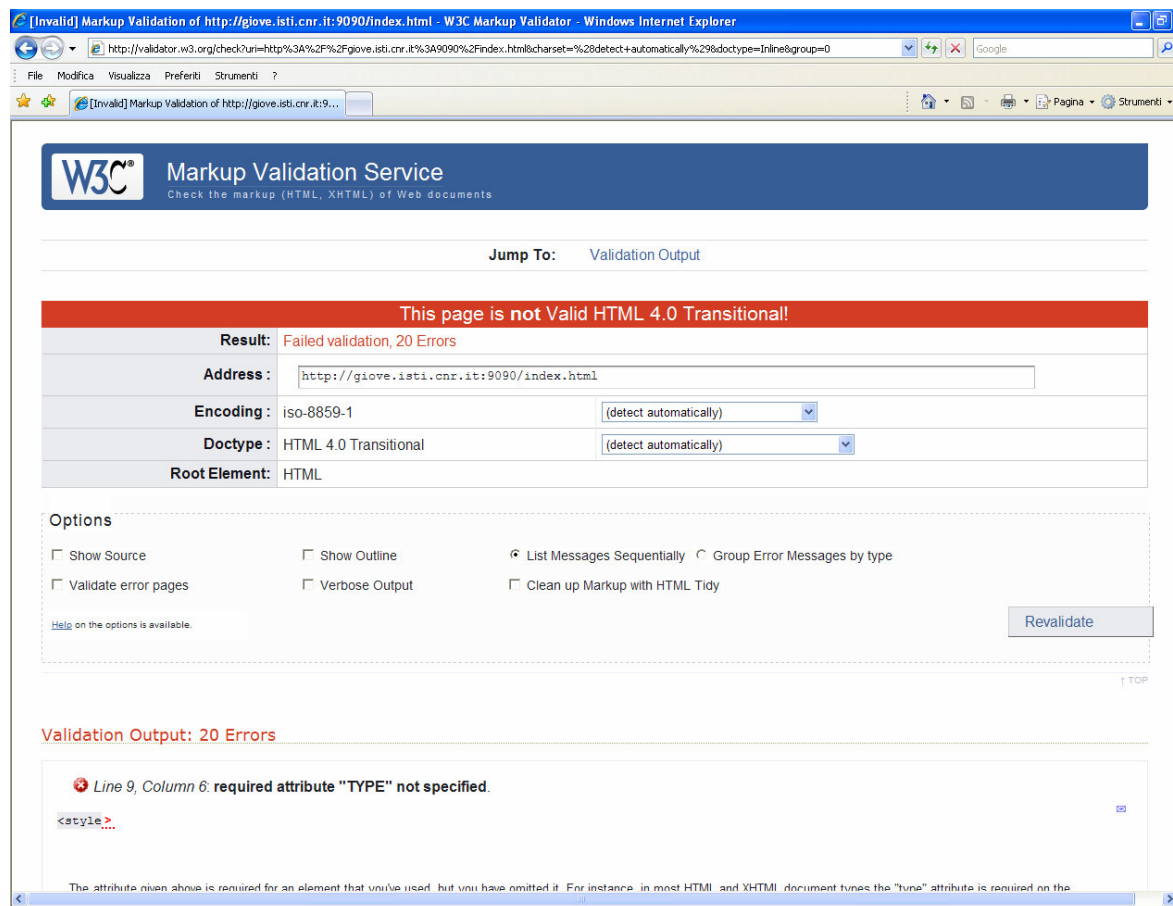 [Invalid] Markup Validation of http://giove.isti.cnr.it:9090/index.html - W3C Markup Validator - Windows Internet Explorer
http://validator.w3.org/check?uri=http%3A%2F%2Fgiove.isti.cnr.it%3A9090%2Findex.html&charset=%28detect+automatically%29&doctype=Inline&group=0
Google
File Modifica Visualizza Preferiti Strumenti ?
[Invalid] Markup Validation of http://giove.isti.cnr.it:9...
Pagina Strumenti
W3C®
Markup Validation Service
Check the markup (HTML, XHTML) of Web documents
Jump To: Validation Output
This page is not Valid HTML 4.0 Transitional!
Result: Failed validation, 20 Errors
Address : http://giove.isti.cnr.it:9090/index.html
Encoding : iso-8859-1 (detect automatically)
Doctype : HTML 4.0 Transitional (detect automatically)
Root Element: HTML
Options
Show Source Show Outline List Messages Sequentially Group Error Messages by type
Validate error pages Verbose Output Clean up Markup with HTML Tidy
Help on the options is available.
Revalidate
↑ TOP
Validation Output: 20 Errors
Line 9, Column 6: required attribute "TYPE" not specified.
<style>
The attribute given above is required for an element that you've used, but you have omitted it. For instance, in most HTML and XHTML document types the "type" attribute is required on the